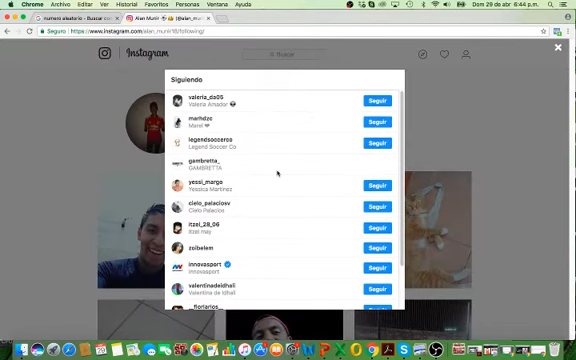 Chrome Archivo Editar Ver Historial Favoritos Personas Ventana Ayuda
Dom 29 de abr 6:44 p.m.
numero aleatorio - Buscar con
Alan Munir
Seguro https://www.instagram.com/alan_munir18/following/
Instagram
Buscar
Siguiendo
valeria_da05
Valeria Amador
Seguir
marhdzc
Seguir
legendsocceros
Legend Soccer Co
Seguir
gambretta_
GAMBRETTA
yessi_margo
Yessica Martinez
Seguir
cielo_palaciosv
Cielo Palacios
Seguir
itzel_28_06
Itzel may
Seguir
zoibelem
Seguir
innovasport
Innovasport
Seguir
valentinadeidhali
Valentina de Idhali
Seguir
__floriarios__